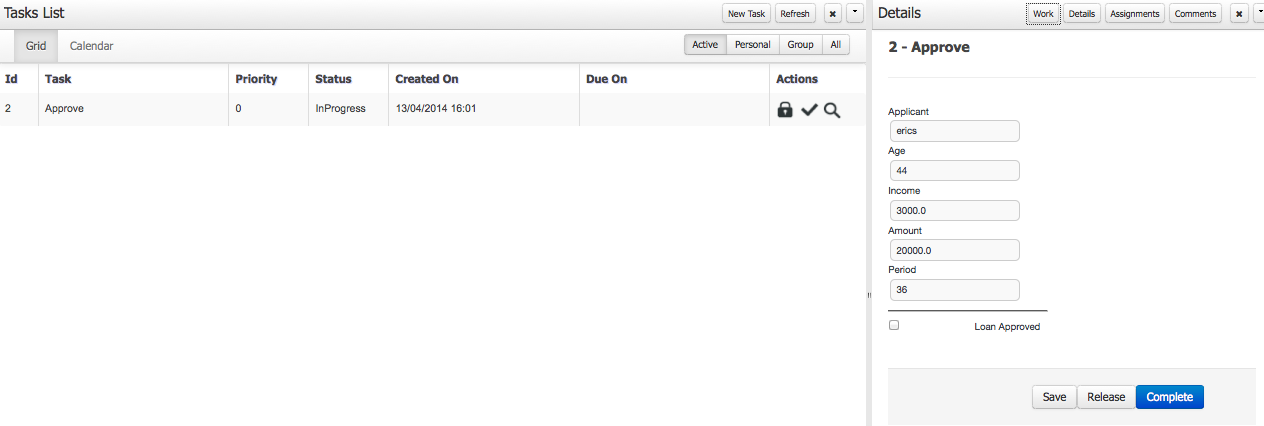 Tasks List New Task Refresh
Grid Calendar Active Personal Group All
Id Task Priority Status Created On Due On Actions
2 Approve 0 InProgress 13/04/2014 16:01
Details Work Details Assignments Comments
2 - Approve
Applicant
erics
Age
44
Income
3000.0
Amount
20000.0
Period
36
Loan Approved
Save Release Complete